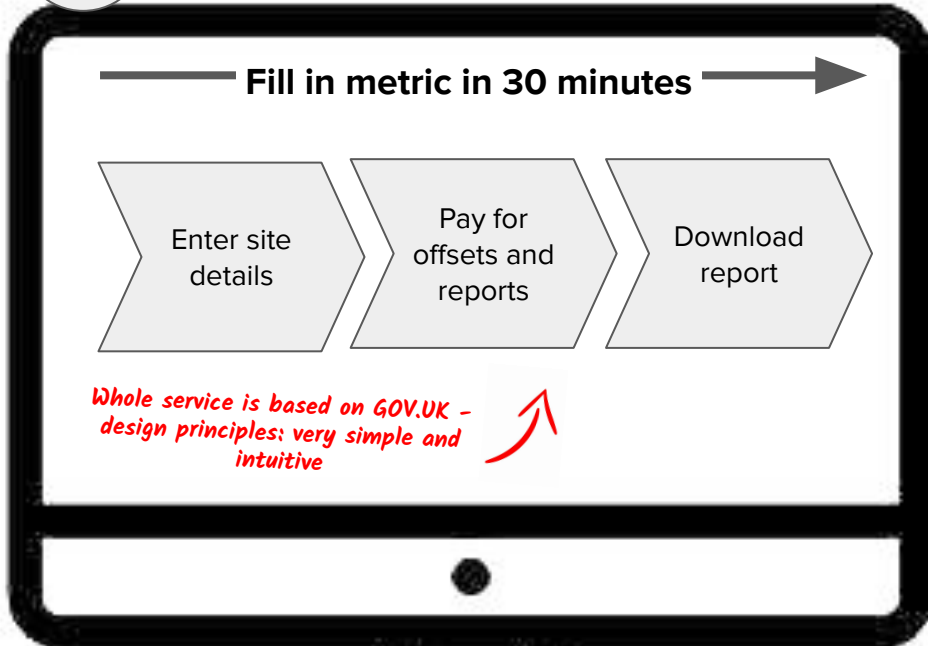 Fill in metric in 30 minutes
Enter site
details
Pay for
offsets and
reports
Download
report
Whole service is based on GOV.UK -
design principles: very simple and
intuitive